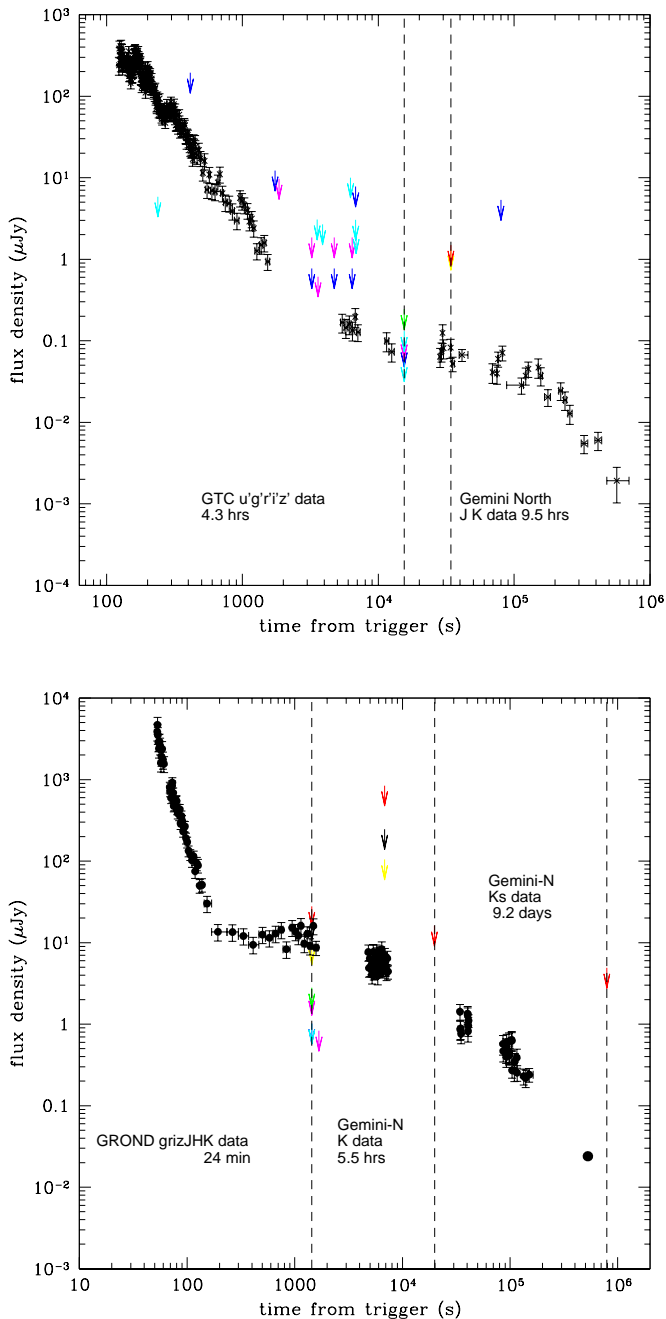 10³
10²
10
1
0.1
10⁻²
10⁻³
10⁻⁴
flux density (μJy)
GTC u'g'r'i'z' data
4.3 hrs
Gemini North
J K data 9.5 hrs
100
1000
10⁴
10⁵
10⁶
time from trigger (s)
10⁴
10³
10²
10
1
0.1
10⁻²
10⁻³
flux density (μJy)
Gemini-N
Ks data
9.2 days
GROND grizJHK data
24 min
Gemini-N
K data
5.5 hrs
10
100
1000
10⁴
10⁵
10⁶
time from trigger (s)